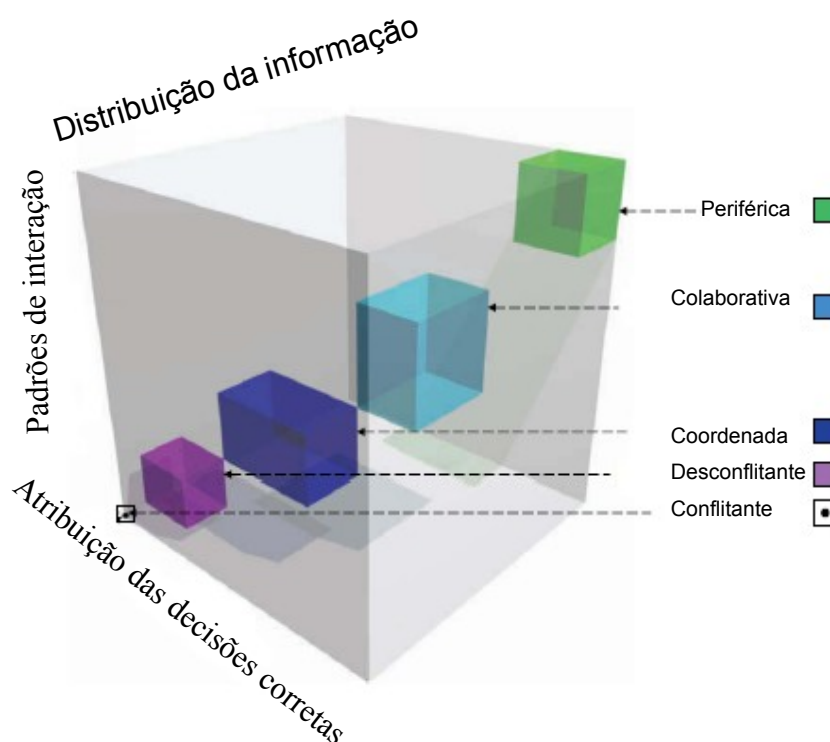 Distribuição da informação
Padrões de interação
Atribuição das decisões corretas
Periférica
Colaborativa
Coordenada
Desconflitante
Conflitante